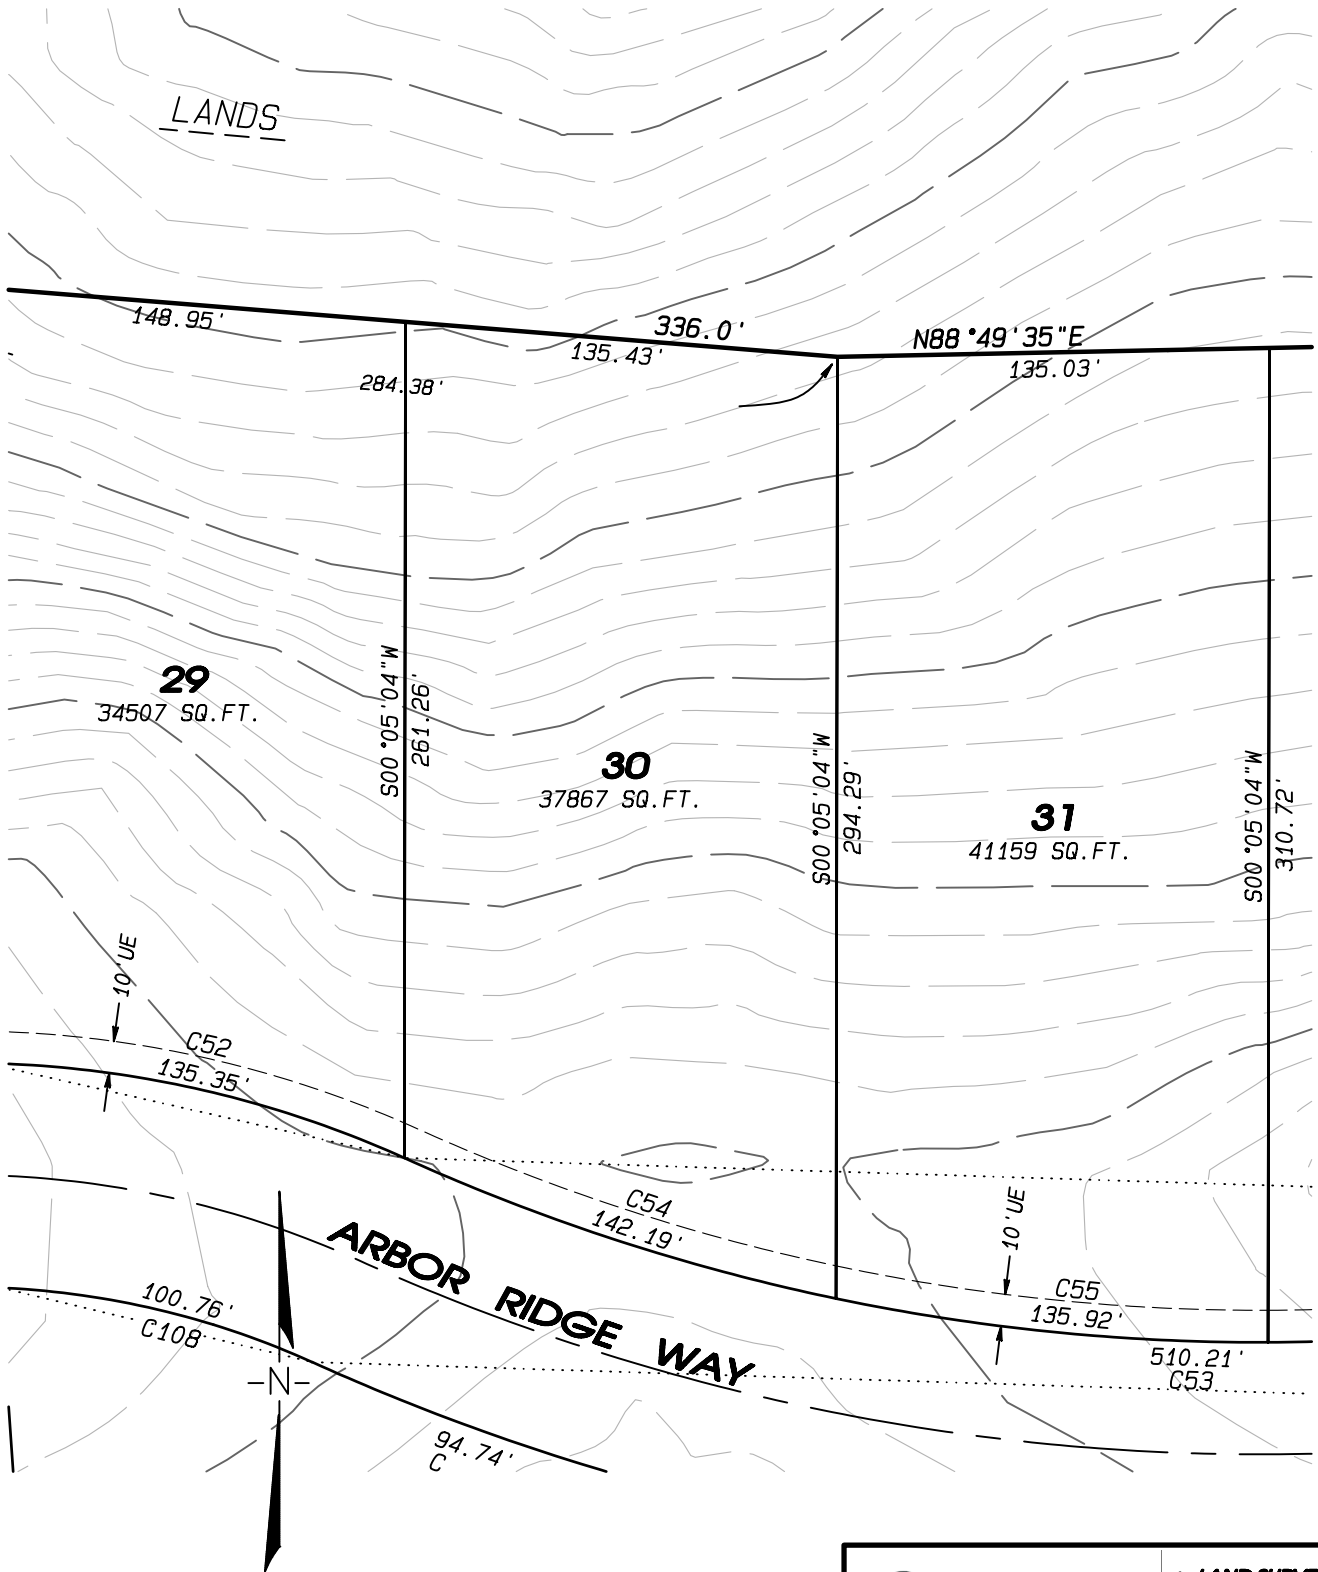 LANDS
148.95'
336.0'
135.43'
N88°49'35"E
135.03'
284.38'
S00°05'04"W
261.26'
29
34507 SQ.FT.
30
37867 SQ.FT.
S00°05'04"W
294.29'
31
41159 SQ.FT.
S00°05'04"W
310.72'
10'UE
C52
135.35'
C54
142.19'
10'UE
C55
135.92'
510.21'
C53
ARBOR RIDGE WAY
100.76'
C108
-N-
94.74'
C